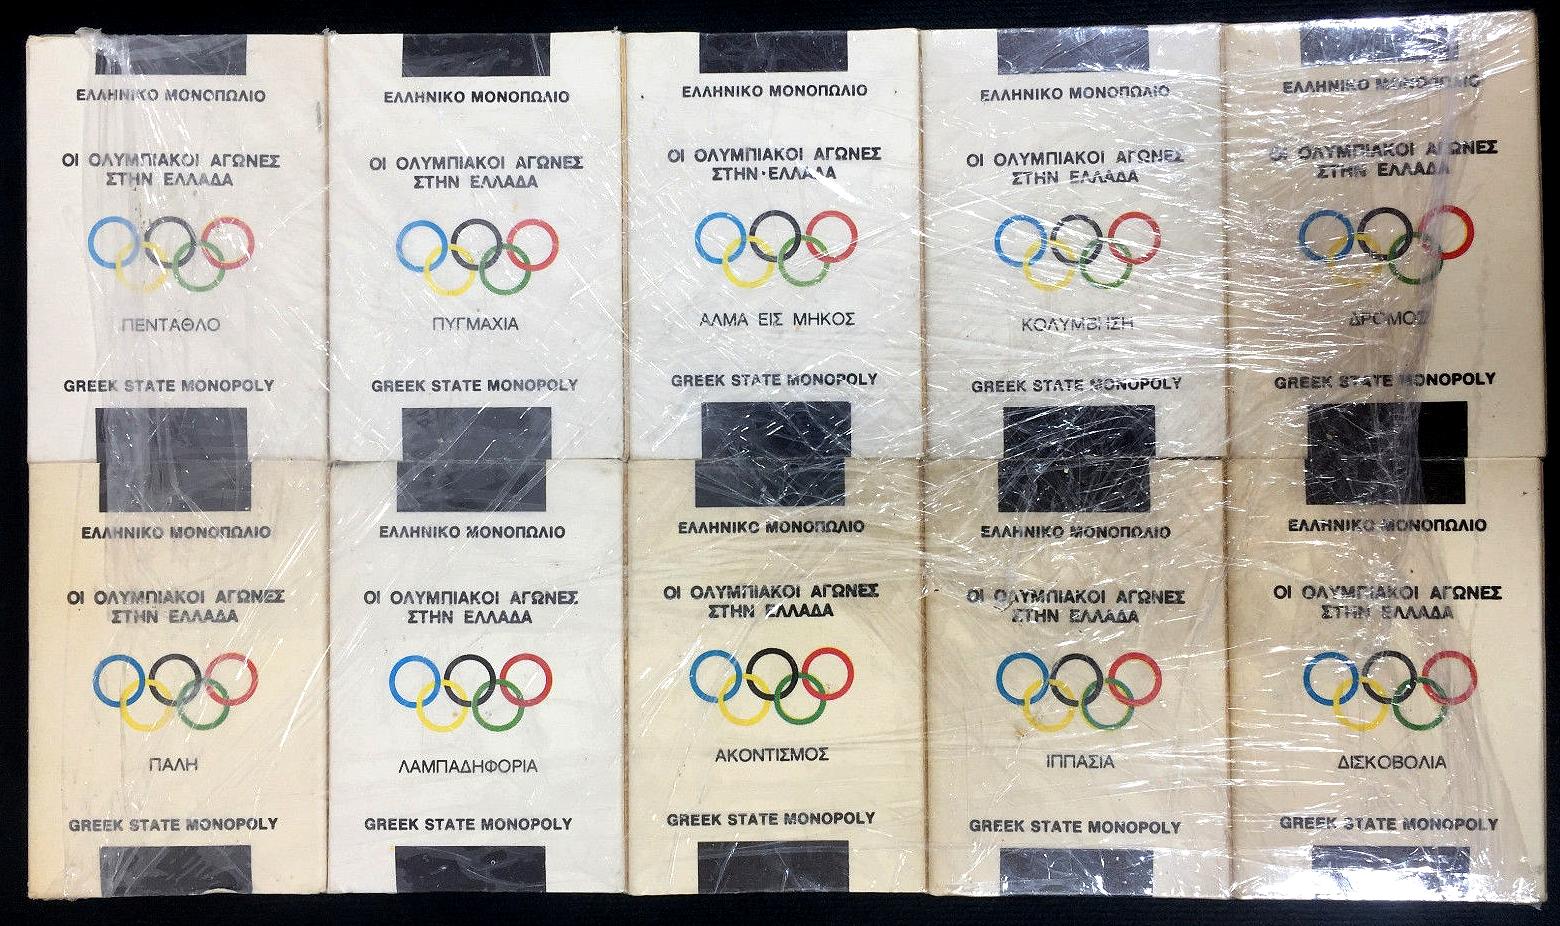 ΕΛΛΗΝΙΚΟ ΜΟΝΟΠΩΛΙΟ
ΟΙ ΟΛΥΜΠΙΑΚΟΙ ΑΓΩΝΕΣ
ΣΤΗΝ ΕΛΛΑΔΑ
ΠΕΝΤΑΘΛΟ
GREEK STATE MONOPOLY
ΕΛΛΗΝΙΚΟ ΜΟΝΟΠΩΛΙΟ
ΟΙ ΟΛΥΜΠΙΑΚΟΙ ΑΓΩΝΕΣ
ΣΤΗΝ ΕΛΛΑΔΑ
ΠΥΓΜΑΧΙΑ
GREEK STATE MONOPOLY
ΕΛΛΗΝΙΚΟ ΜΟΝΟΠΩΛΙΟ
ΟΙ ΟΛΥΜΠΙΑΚΟΙ ΑΓΩΝΕΣ
ΣΤΗΝ ΕΛΛΑΔΑ
ΑΛΜΑ ΕΙΣ ΜΗΚΟΣ
GREEK STATE MONOPOLY
ΕΛΛΗΝΙΚΟ ΜΟΝΟΠΩΛΙΟ
ΟΙ ΟΛΥΜΠΙΑΚΟΙ ΑΓΩΝΕΣ
ΣΤΗΝ ΕΛΛΑΔΑ
ΚΟΛΥΜΒΗΣΗ
GREEK STATE MONOPOLY
ΕΛΛΗΝΙΚΟ ΜΟΝΟΠΩΛΙΟ
ΟΙ ΟΛΥΜΠΙΑΚΟΙ ΑΓΩΝΕΣ
ΣΤΗΝ ΕΛΛΑΔΑ
ΔΡΟΜΟΣ
GREEK STATE MONOPOLY
ΕΛΛΗΝΙΚΟ ΜΟΝΟΠΩΛΙΟ
ΟΙ ΟΛΥΜΠΙΑΚΟΙ ΑΓΩΝΕΣ
ΣΤΗΝ ΕΛΛΑΔΑ
ΠΑΛΗ
GREEK STATE MONOPOLY
ΕΛΛΗΝΙΚΟ ΜΟΝΟΠΩΛΙΟ
ΟΙ ΟΛΥΜΠΙΑΚΟΙ ΑΓΩΝΕΣ
ΣΤΗΝ ΕΛΛΑΔΑ
ΛΑΜΠΑΔΗΦΟΡΙΑ
GREEK STATE MONOPOLY
ΕΛΛΗΝΙΚΟ ΜΟΝΟΠΩΛΙΟ
ΟΙ ΟΛΥΜΠΙΑΚΟΙ ΑΓΩΝΕΣ
ΣΤΗΝ ΕΛΛΑΔΑ
ΑΚΟΝΤΙΣΜΟΣ
GREEK STATE MONOPOLY
ΕΛΛΗΝΙΚΟ ΜΟΝΟΠΩΛΙΟ
ΟΙ ΟΛΥΜΠΙΑΚΟΙ ΑΓΩΝΕΣ
ΣΤΗΝ ΕΛΛΑΔΑ
ΙΠΠΑΣΙΑ
GREEK STATE MONOPOLY
ΕΛΛΗΝΙΚΟ ΜΟΝΟΠΩΛΙΟ
ΟΙ ΟΛΥΜΠΙΑΚΟΙ ΑΓΩΝΕΣ
ΣΤΗΝ ΕΛΛΑΔΑ
ΔΙΣΚΟΒΟΛΙΑ
GREEK STATE MONOPOLY